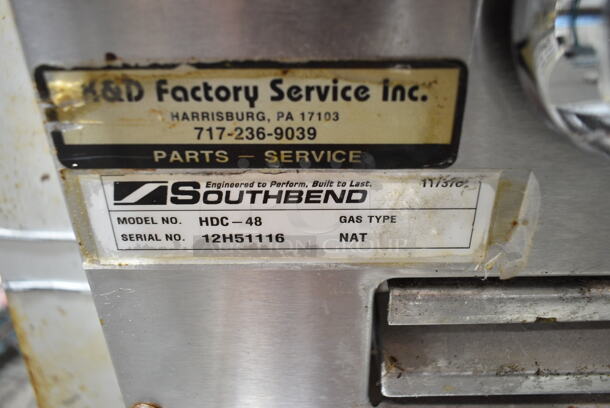 K&D Factory Service Inc.
HARRISBURG, PA 17103
717-236-9039
PARTS – SERVICE
Engineered to Perform, Built to Last.
SOUTHBEND
MODEL NO. HDC-48 GAS TYPE
SERIAL NO. 12H51116 NAT